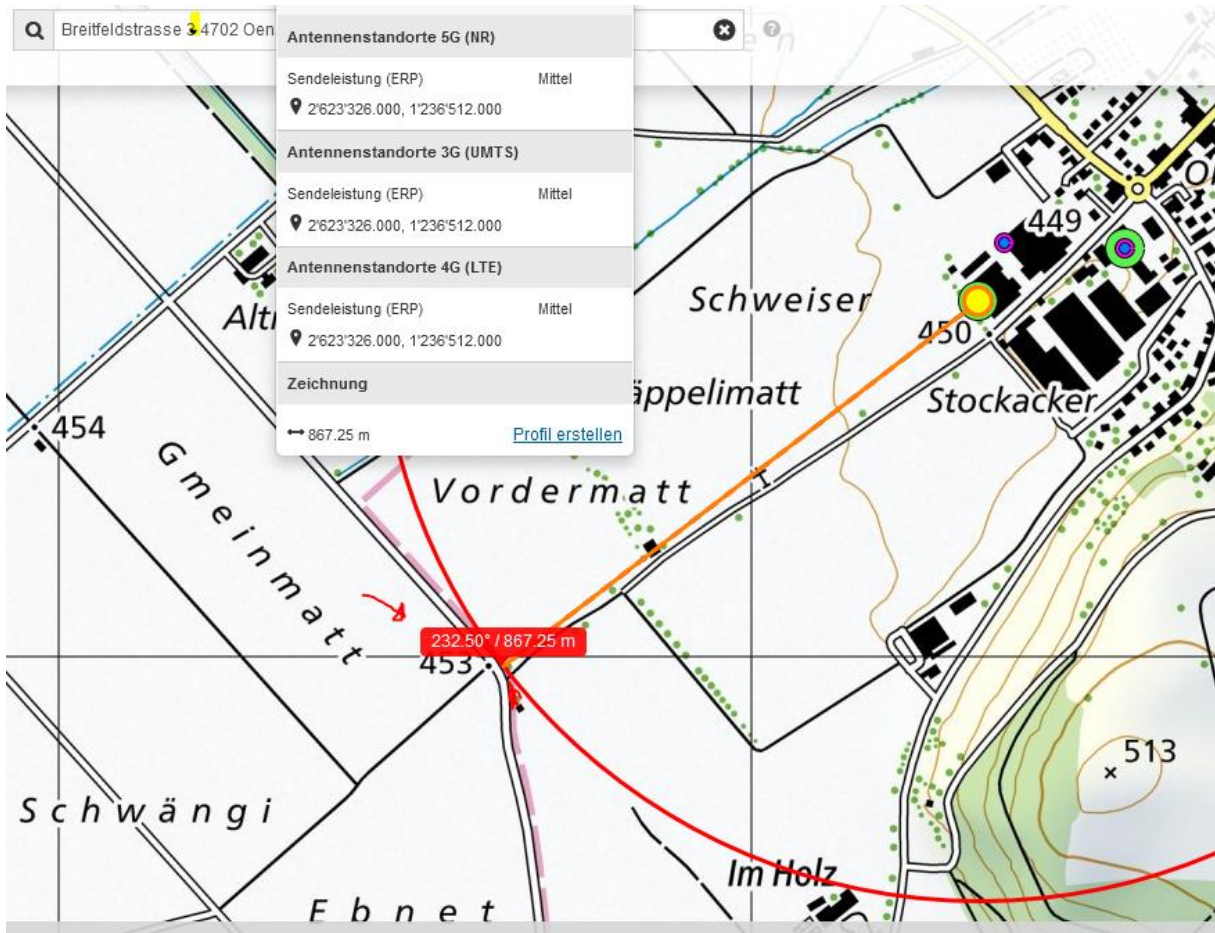 Breitfeldstrasse 3 4702 Oen
Antennenstandorte 5G (NR)
Sendeleistung (ERP) Mittel
2'623'326.000, 1'236'512.000
Antennenstandorte 3G (UMTS)
Sendeleistung (ERP) Mittel
2'623'326.000, 1'236'512.000
Antennenstandorte 4G (LTE)
Sendeleistung (ERP) Mittel
2'623'326.000, 1'236'512.000
Zeichnung
867.25 m Profil erstellen
449
Schweiser
450
äppelimatt
Stockacker
454
Gmeinmatt
Vordermatt
232.50° / 867.25 m
453
513
Schwängi
Im Holz
Ebnet